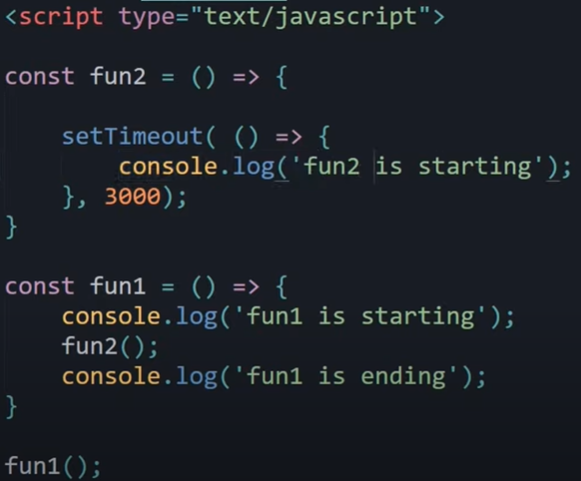 <script type="text/javascript">
const fun2 = () => {
setTimeout( () => {
console.log('fun2 is starting');
}, 3000);
}
const fun1 = () => {
console.log('fun1 is starting');
fun2();
console.log('fun1 is ending');
}
fun1();